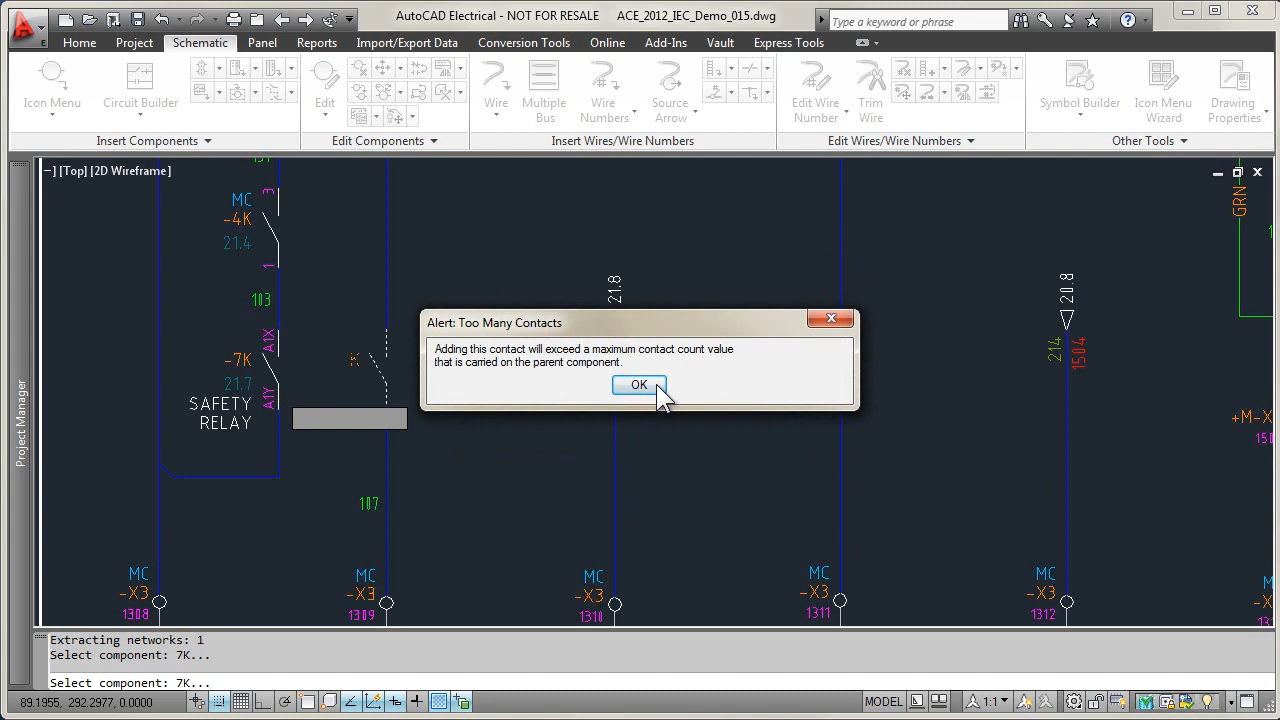 AutoCAD Electrical - NOT FOR RESALE ACE_2012_IEC_Demo_015.dwg
Type a keyword or phrase
Home Project Schematic Panel Reports Import/Export Data Conversion Tools Online Add-Ins Vault Express Tools
Icon Menu
Circuit Builder
Edit
Wire
Multiple
Bus
Wire
Numbers
Source
Arrow
Number
Trim
Wire
Symbol Builder
Icon Menu
Wizard
Drawing
Properties
Insert Components Edit Components Insert Wires/Wire Numbers Edit Wires/Wire Numbers Other Tools
[Top] [2D Wireframe]
Project Manager
MC
-4K
21.4
3
1
103
A1X
-7K
21.7
A1Y
SAFETY
RELAY
K
107
21.8
20.8
214
1504
GRN
+M-X
Alert: Too Many Contacts
Adding this contact will exceed a maximum contact count value
that is carried on the parent component.
OK
MC
-X3
1308
MC
-X3
1309
MC
-X3
1310
MC
-X3
1311
MC
-X3
1312
Extracting networks: 1
Select component: 7K...
Select component: 7K...
89.1955, 292.2977, 0.0000 MODEL 1:1